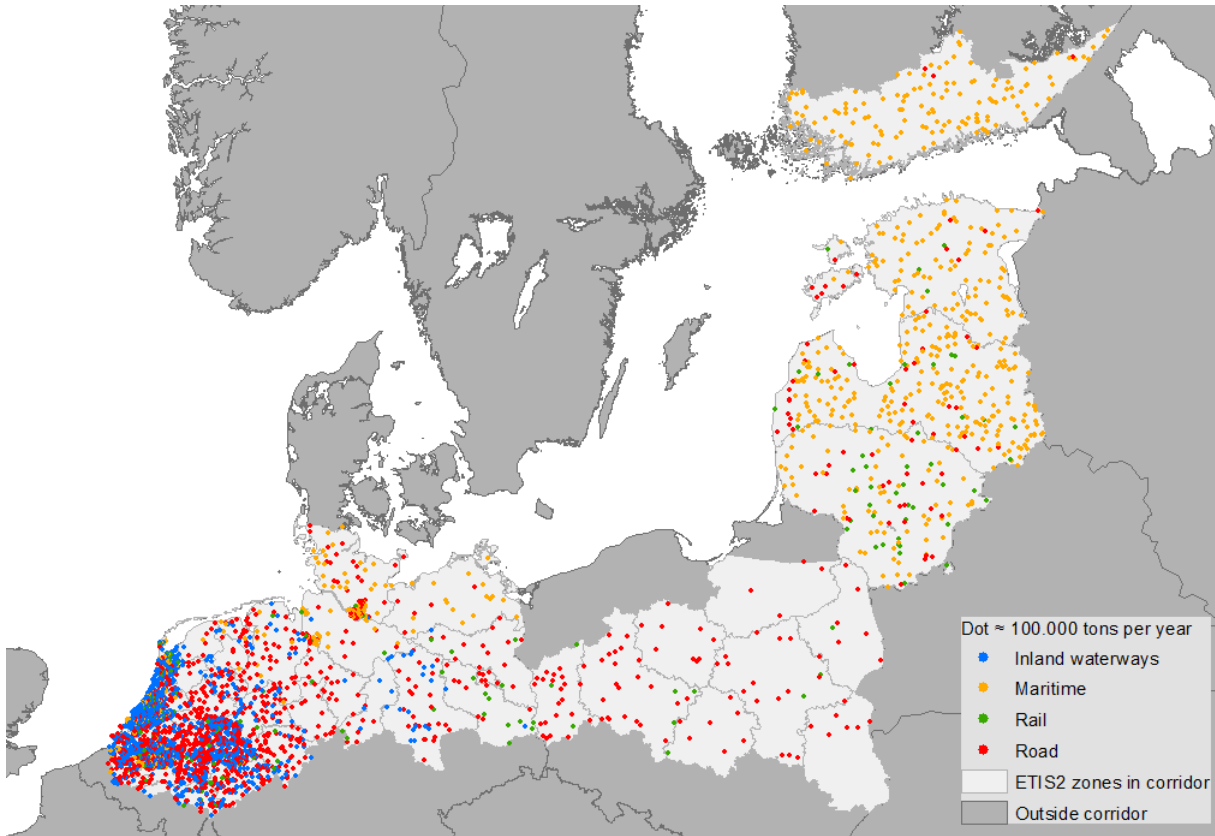 Dot ≈ 100.000 tons per year
Inland waterways
Maritime
Rail
Road
ETIS2 zones in corridor
Outside corridor